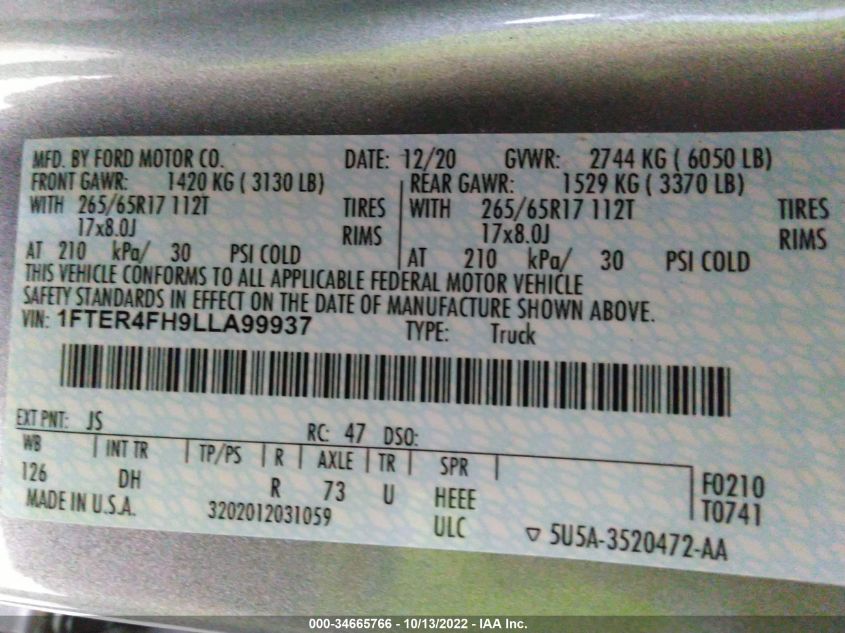 MFD. BY FORD MOTOR CO. DATE: 12/20 GVWR: 2744 KG ( 6050 LB)
FRONT GAWR: 1420 KG ( 3130 LB) REAR GAWR: 1529 KG ( 3370 LB)
WITH 265/65R17 112T TIRES WITH 265/65R17 112T TIRES
17x8.0J RIMS 17x8.0J RIMS
AT 210 kPa/ 30 PSI COLD AT 210 kPa/ 30 PSI COLD
THIS VEHICLE CONFORMS TO ALL APPLICABLE FEDERAL MOTOR VEHICLE
SAFETY STANDARDS IN EFFECT ON THE DATE OF MANUFACTURE SHOWN ABOVE.
VIN: 1FTER4FH9LLA99937 TYPE: Truck
EXT PNT: JS RC: 47 DSO:
WB INT TR TP/PS R AXLE TR SPR
126 DH R 73 U HEEE F0210
MADE IN U.S.A. 3202012031059 ULC T0741
▽ 5U5A-3520472-AA
000-34665766 - 10/13/2022 - IAA Inc.